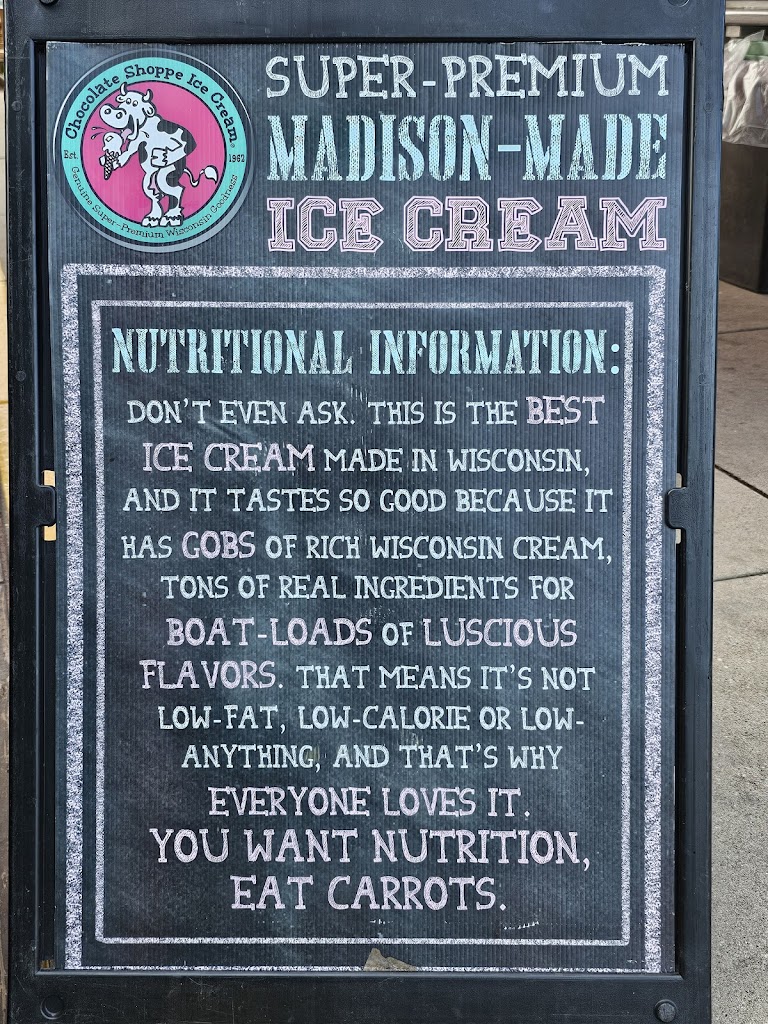 Chocolate Shoppe Ice Cream
Est. 1962
Genuine Super-Premium Wisconsin Goodness
SUPER-PREMIUM
MADISON-MADE
ICE CREAM
NUTRITIONAL INFORMATION:
DON'T EVEN ASK. THIS IS THE BEST
ICE CREAM MADE IN WISCONSIN,
AND IT TASTES SO GOOD BECAUSE IT
HAS GOBS OF RICH WISCONSIN CREAM,
TONS OF REAL INGREDIENTS FOR
BOAT-LOADS OF LUSCIOUS
FLAVORS. THAT MEANS IT'S NOT
LOW-FAT, LOW-CALORIE OR LOW-
ANYTHING, AND THAT'S WHY
EVERYONE LOVES IT.
YOU WANT NUTRITION,
EAT CARROTS.